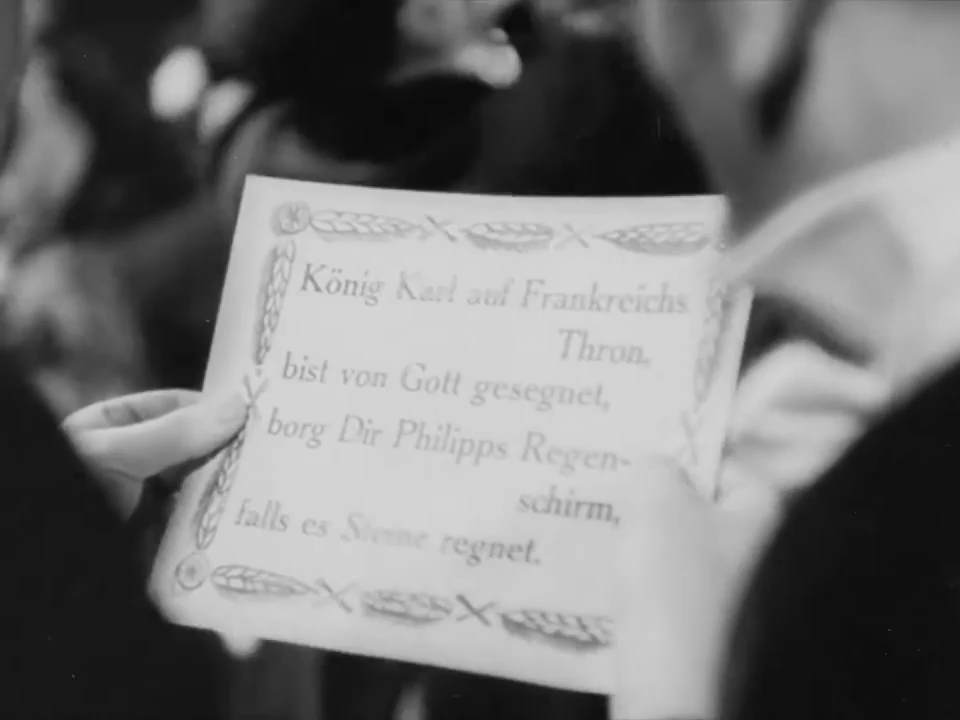 König Karl auf Frankreichs
Thron,
bist von Gott gesegnet,
borg Dir Philipps Regen-
schirm,
falls es Steine regnet.